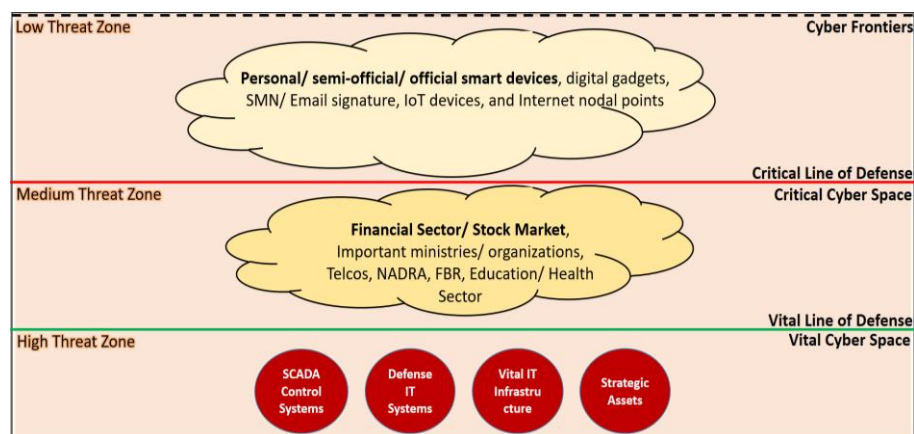 Low Threat Zone
Cyber Frontiers
Personal/ semi-official/ official smart devices, digital gadgets,
SMN/ Email signature, IoT devices, and Internet nodal points
Critical Line of Defense
Medium Threat Zone
Critical Cyber Space
Financial Sector/ Stock Market,
Important ministries/ organizations,
Telcos, NADRA, FBR, Education/ Health
Sector
Vital Line of Defense
High Threat Zone
Vital Cyber Space
SCADA
Control
Systems
Defense
IT
Systems
Vital IT
Infrastru
cture
Strategic
Assets